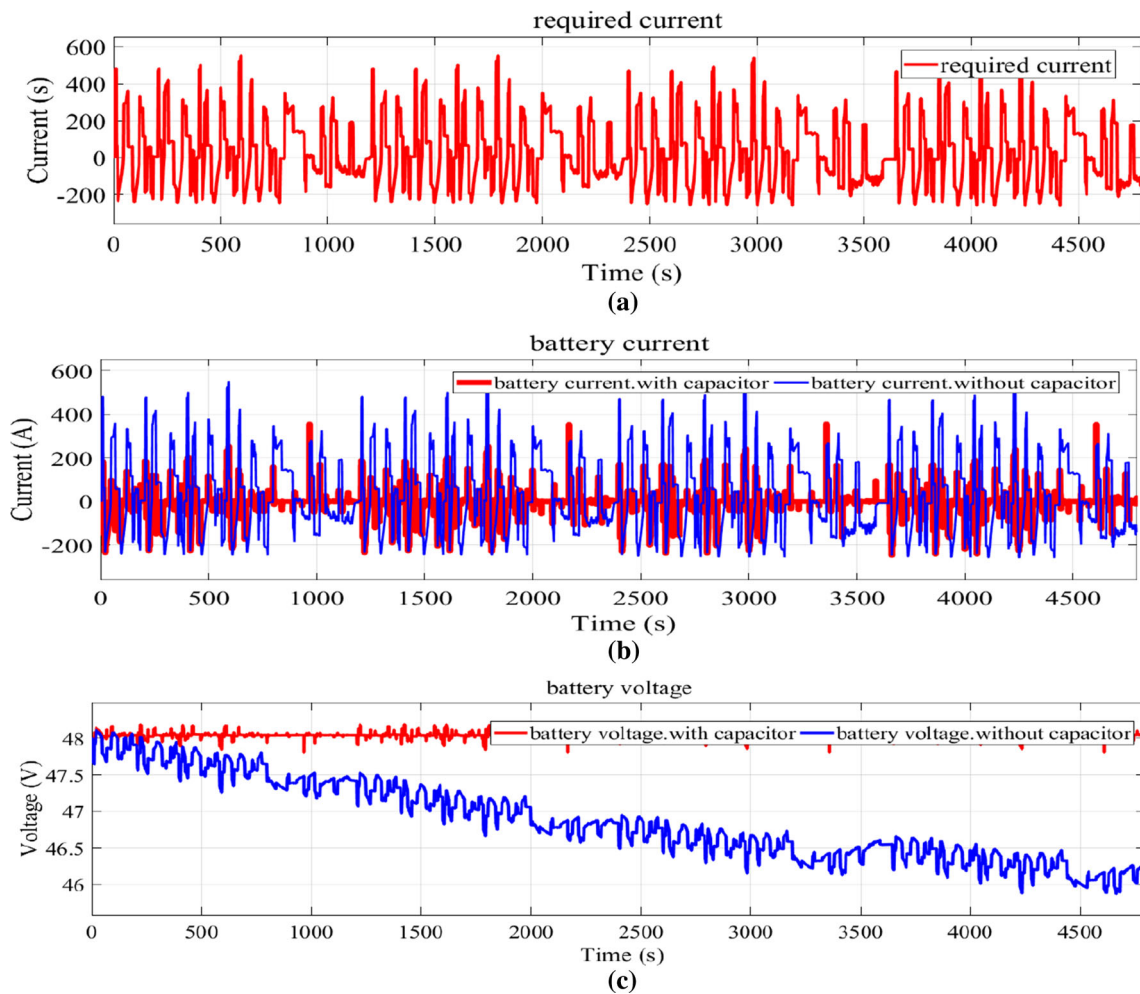 required current
required current
Current (s)
600
400
200
0
-200
0 500 1000 1500 2000 2500 3000 3500 4000 4500
Time (s)
(a)
battery current
battery current.with capacitor battery current.without capacitor
Current (A)
600
400
200
0
-200
0 500 1000 1500 2000 2500 3000 3500 4000 4500
Time (s)
(b)
battery voltage
battery voltage.with capacitor battery voltage.without capacitor
Voltage (V)
48
47.5
47
46.5
46
0 500 1000 1500 2000 2500 3000 3500 4000 4500
Time (s)
(c)